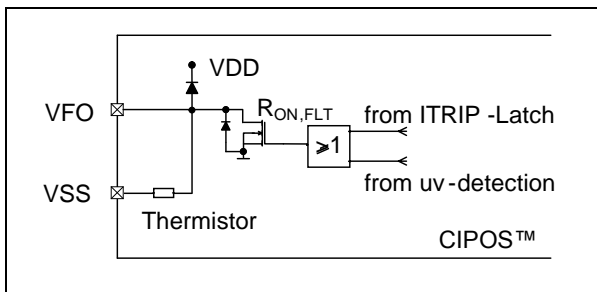 VDD
VFO
RON,FLT
from ITRIP -Latch
≥1
from uv-detection
VSS
Thermistor
CIPOS™